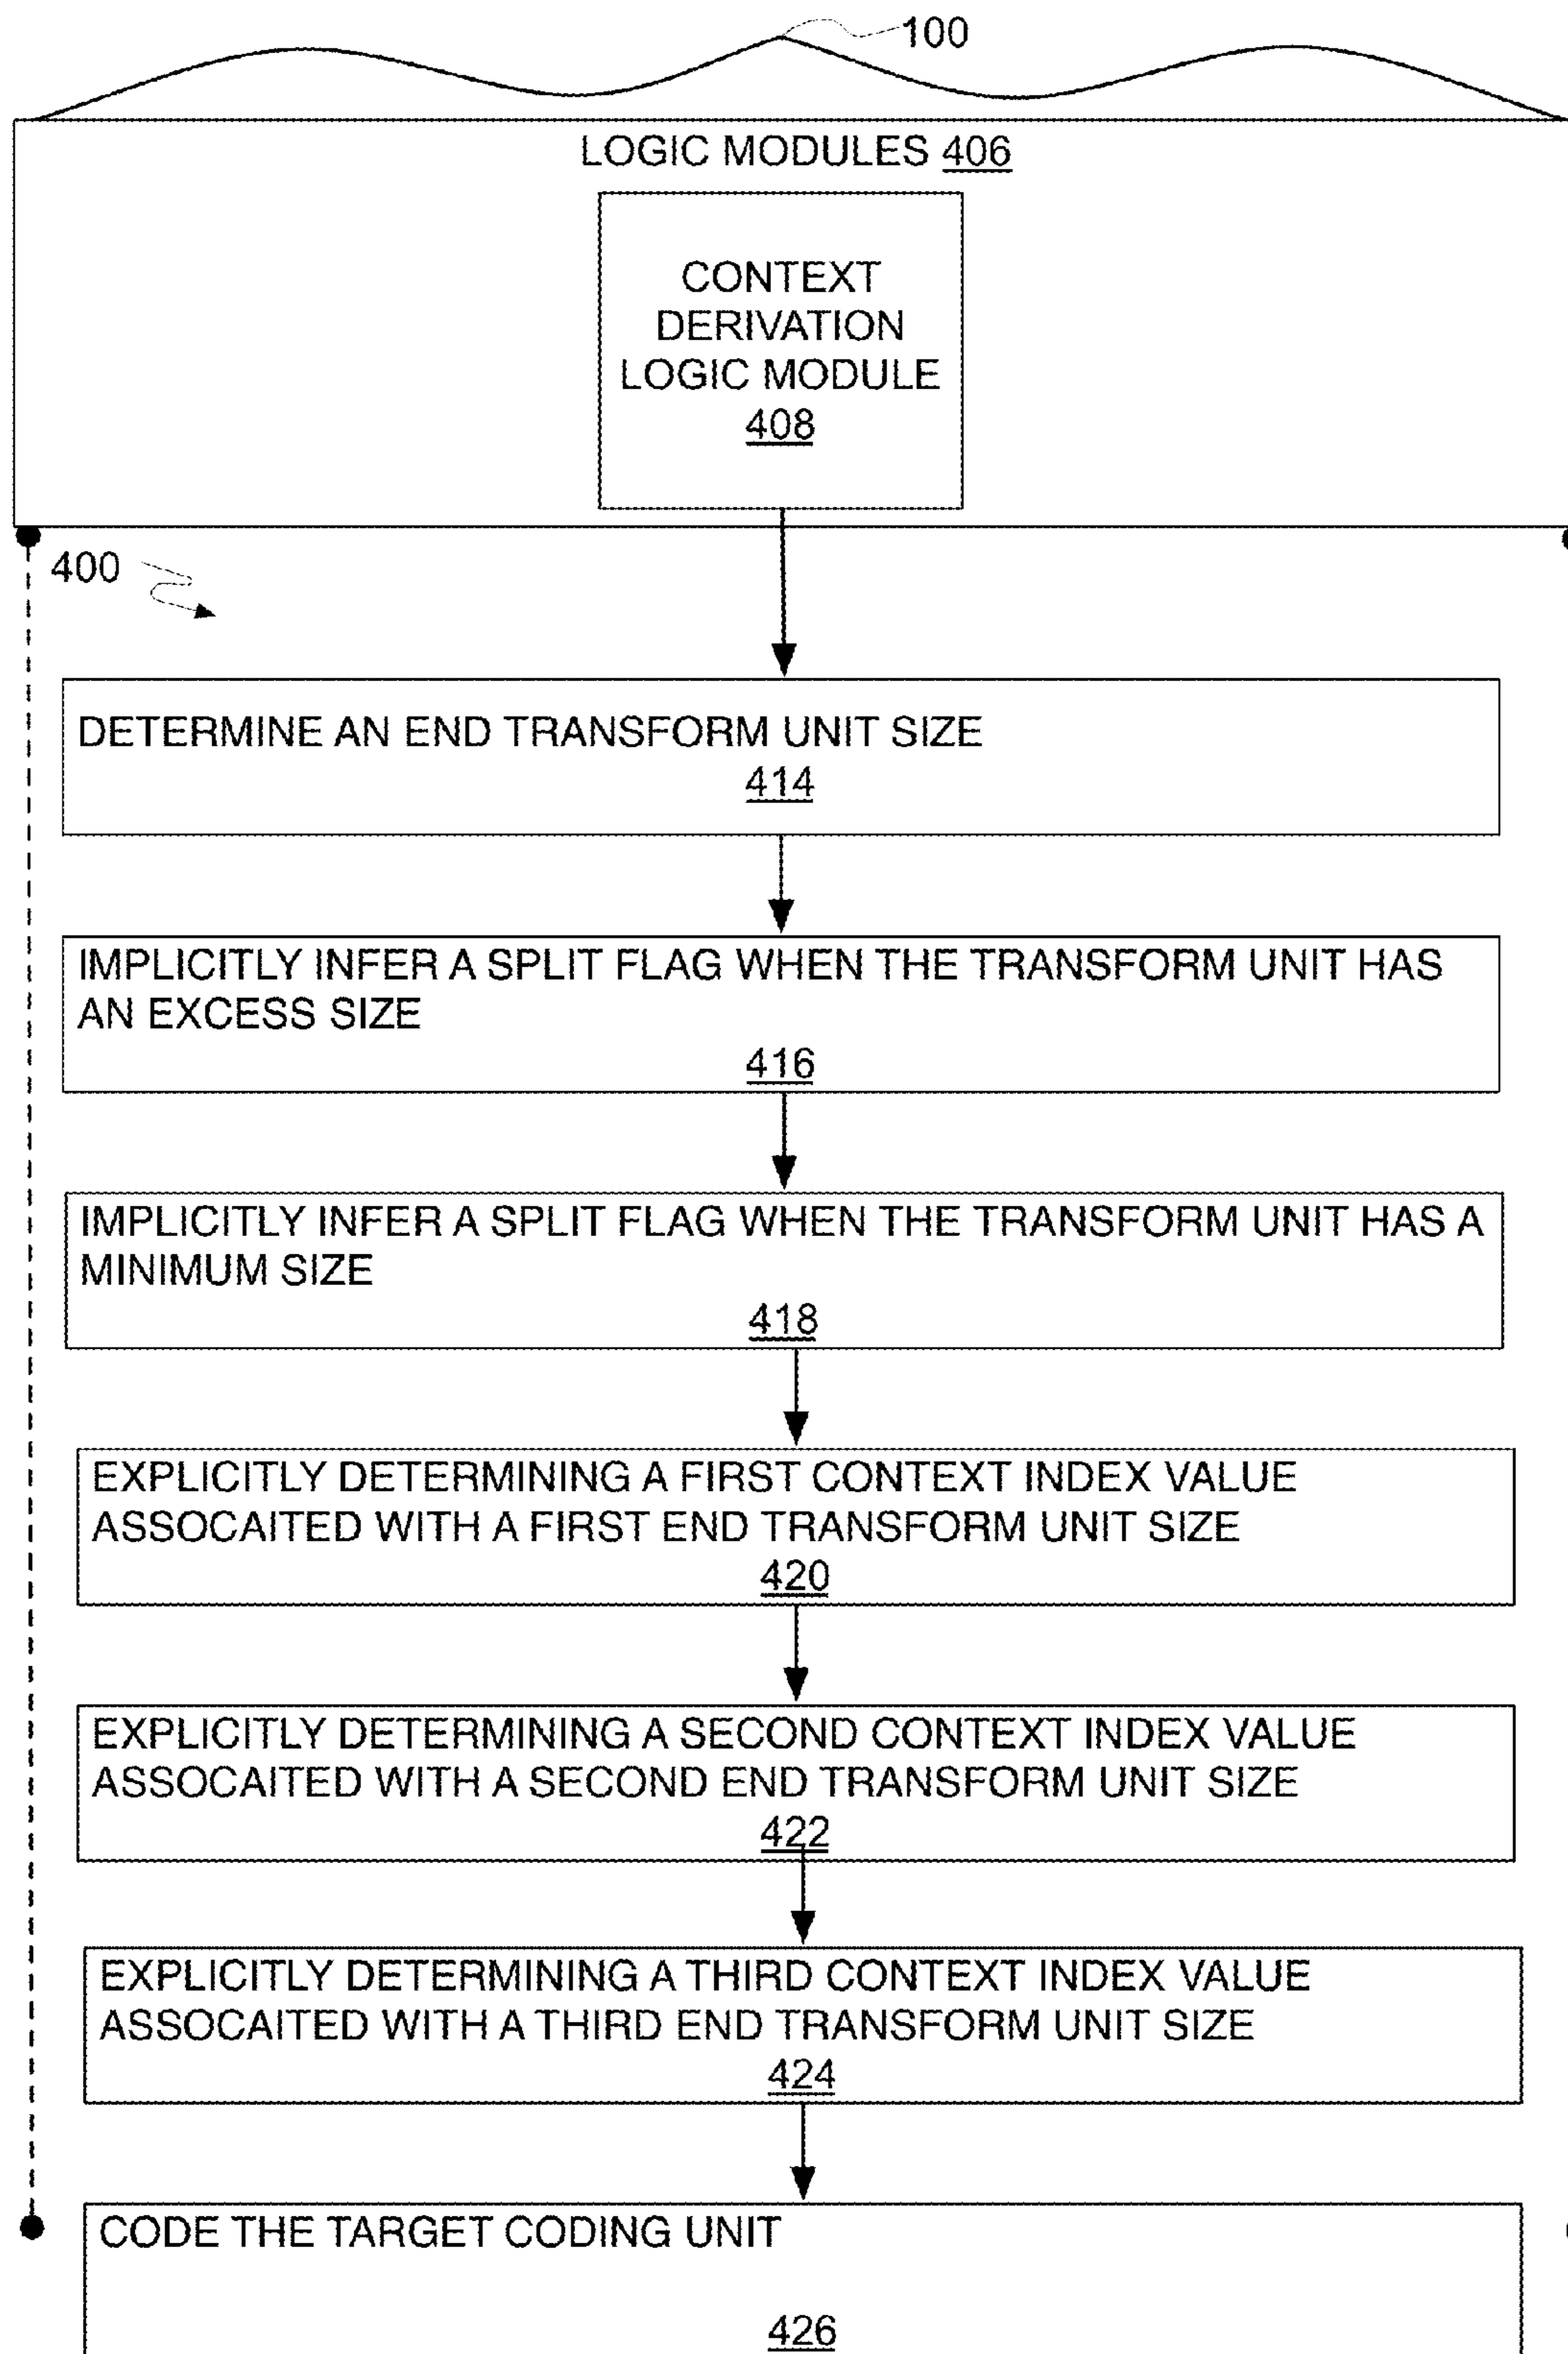 100
LOGIC MODULES 406
CONTEXT
DERIVATION
LOGIC MODULE
408
400
DETERMINE AN END TRANSFORM UNIT SIZE
414
IMPLICITLY INFER A SPLIT FLAG WHEN THE TRANSFORM UNIT HAS
AN EXCESS SIZE
416
IMPLICITLY INFER A SPLIT FLAG WHEN THE TRANSFORM UNIT HAS A
MINIMUM SIZE
418
EXPLICITLY DETERMINING A FIRST CONTEXT INDEX VALUE
ASSOCAITED WITH A FIRST END TRANSFORM UNIT SIZE
420
EXPLICITLY DETERMINING A SECOND CONTEXT INDEX VALUE
ASSOCAITED WITH A SECOND END TRANSFORM UNIT SIZE
422
EXPLICITLY DETERMINING A THIRD CONTEXT INDEX VALUE
ASSOCAITED WITH A THIRD END TRANSFORM UNIT SIZE
424
CODE THE TARGET CODING UNIT
426